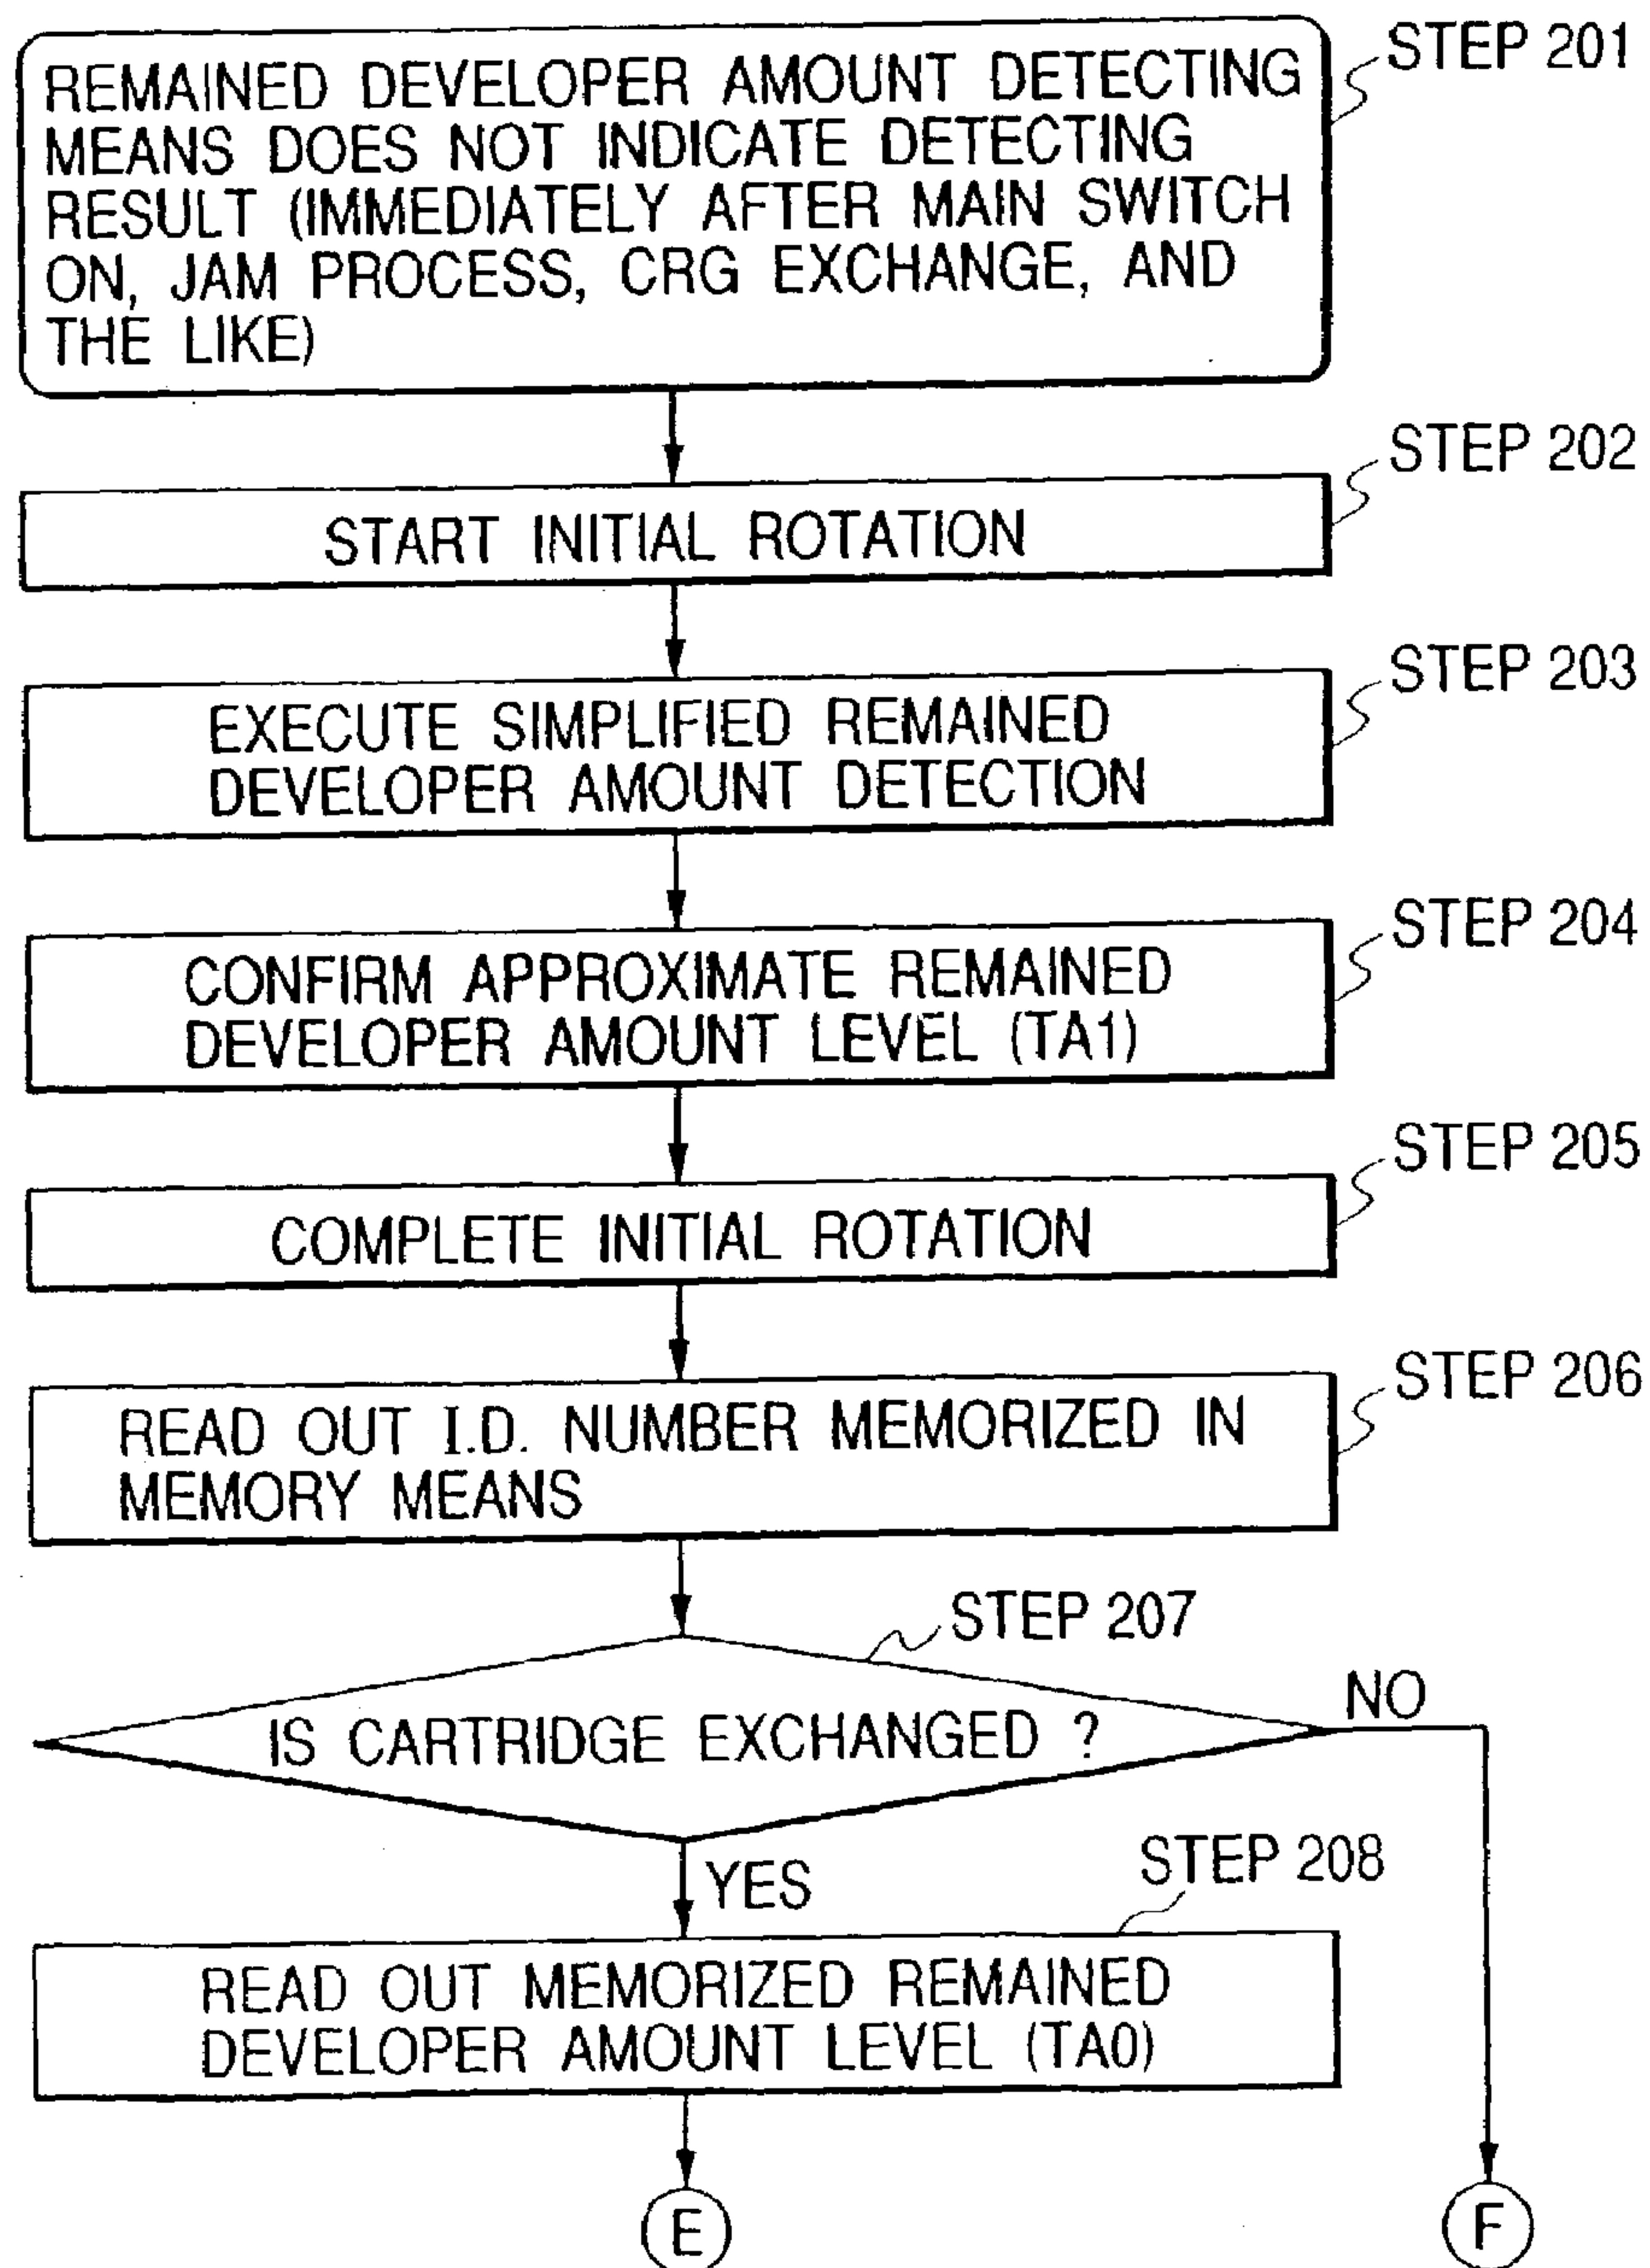 REMAINED DEVELOPER AMOUNT DETECTING
MEANS DOES NOT INDICATE DETECTING
RESULT (IMMEDIATELY AFTER MAIN SWITCH
ON, JAM PROCESS, CRG EXCHANGE, AND
THE LIKE)
STEP 201
STEP 202
START INITIAL ROTATION
STEP 203
EXECUTE SIMPLIFIED REMAINED
DEVELOPER AMOUNT DETECTION
STEP 204
CONFIRM APPROXIMATE REMAINED
DEVELOPER AMOUNT LEVEL (TA1)
STEP 205
COMPLETE INITIAL ROTATION
STEP 206
READ OUT I.D. NUMBER MEMORIZED IN
MEMORY MEANS
STEP 207
IS CARTRIDGE EXCHANGED ?
NO
YES
STEP 208
READ OUT MEMORIZED REMAINED
DEVELOPER AMOUNT LEVEL (TA0)
E
F